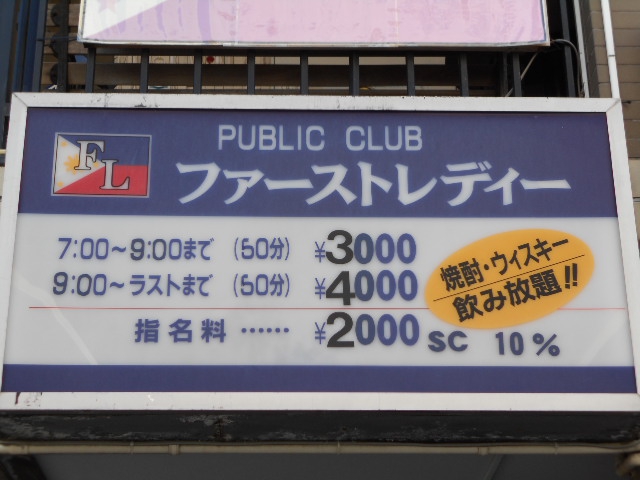 PUBLIC CLUB
FL
ファーストレディー
7:00〜9:00まで (50分) ¥3000
9:00〜ラストまで (50分) ¥4000
焼酎・ウィスキー
飲み放題!!
指名料 …… ¥2000
SC 10%